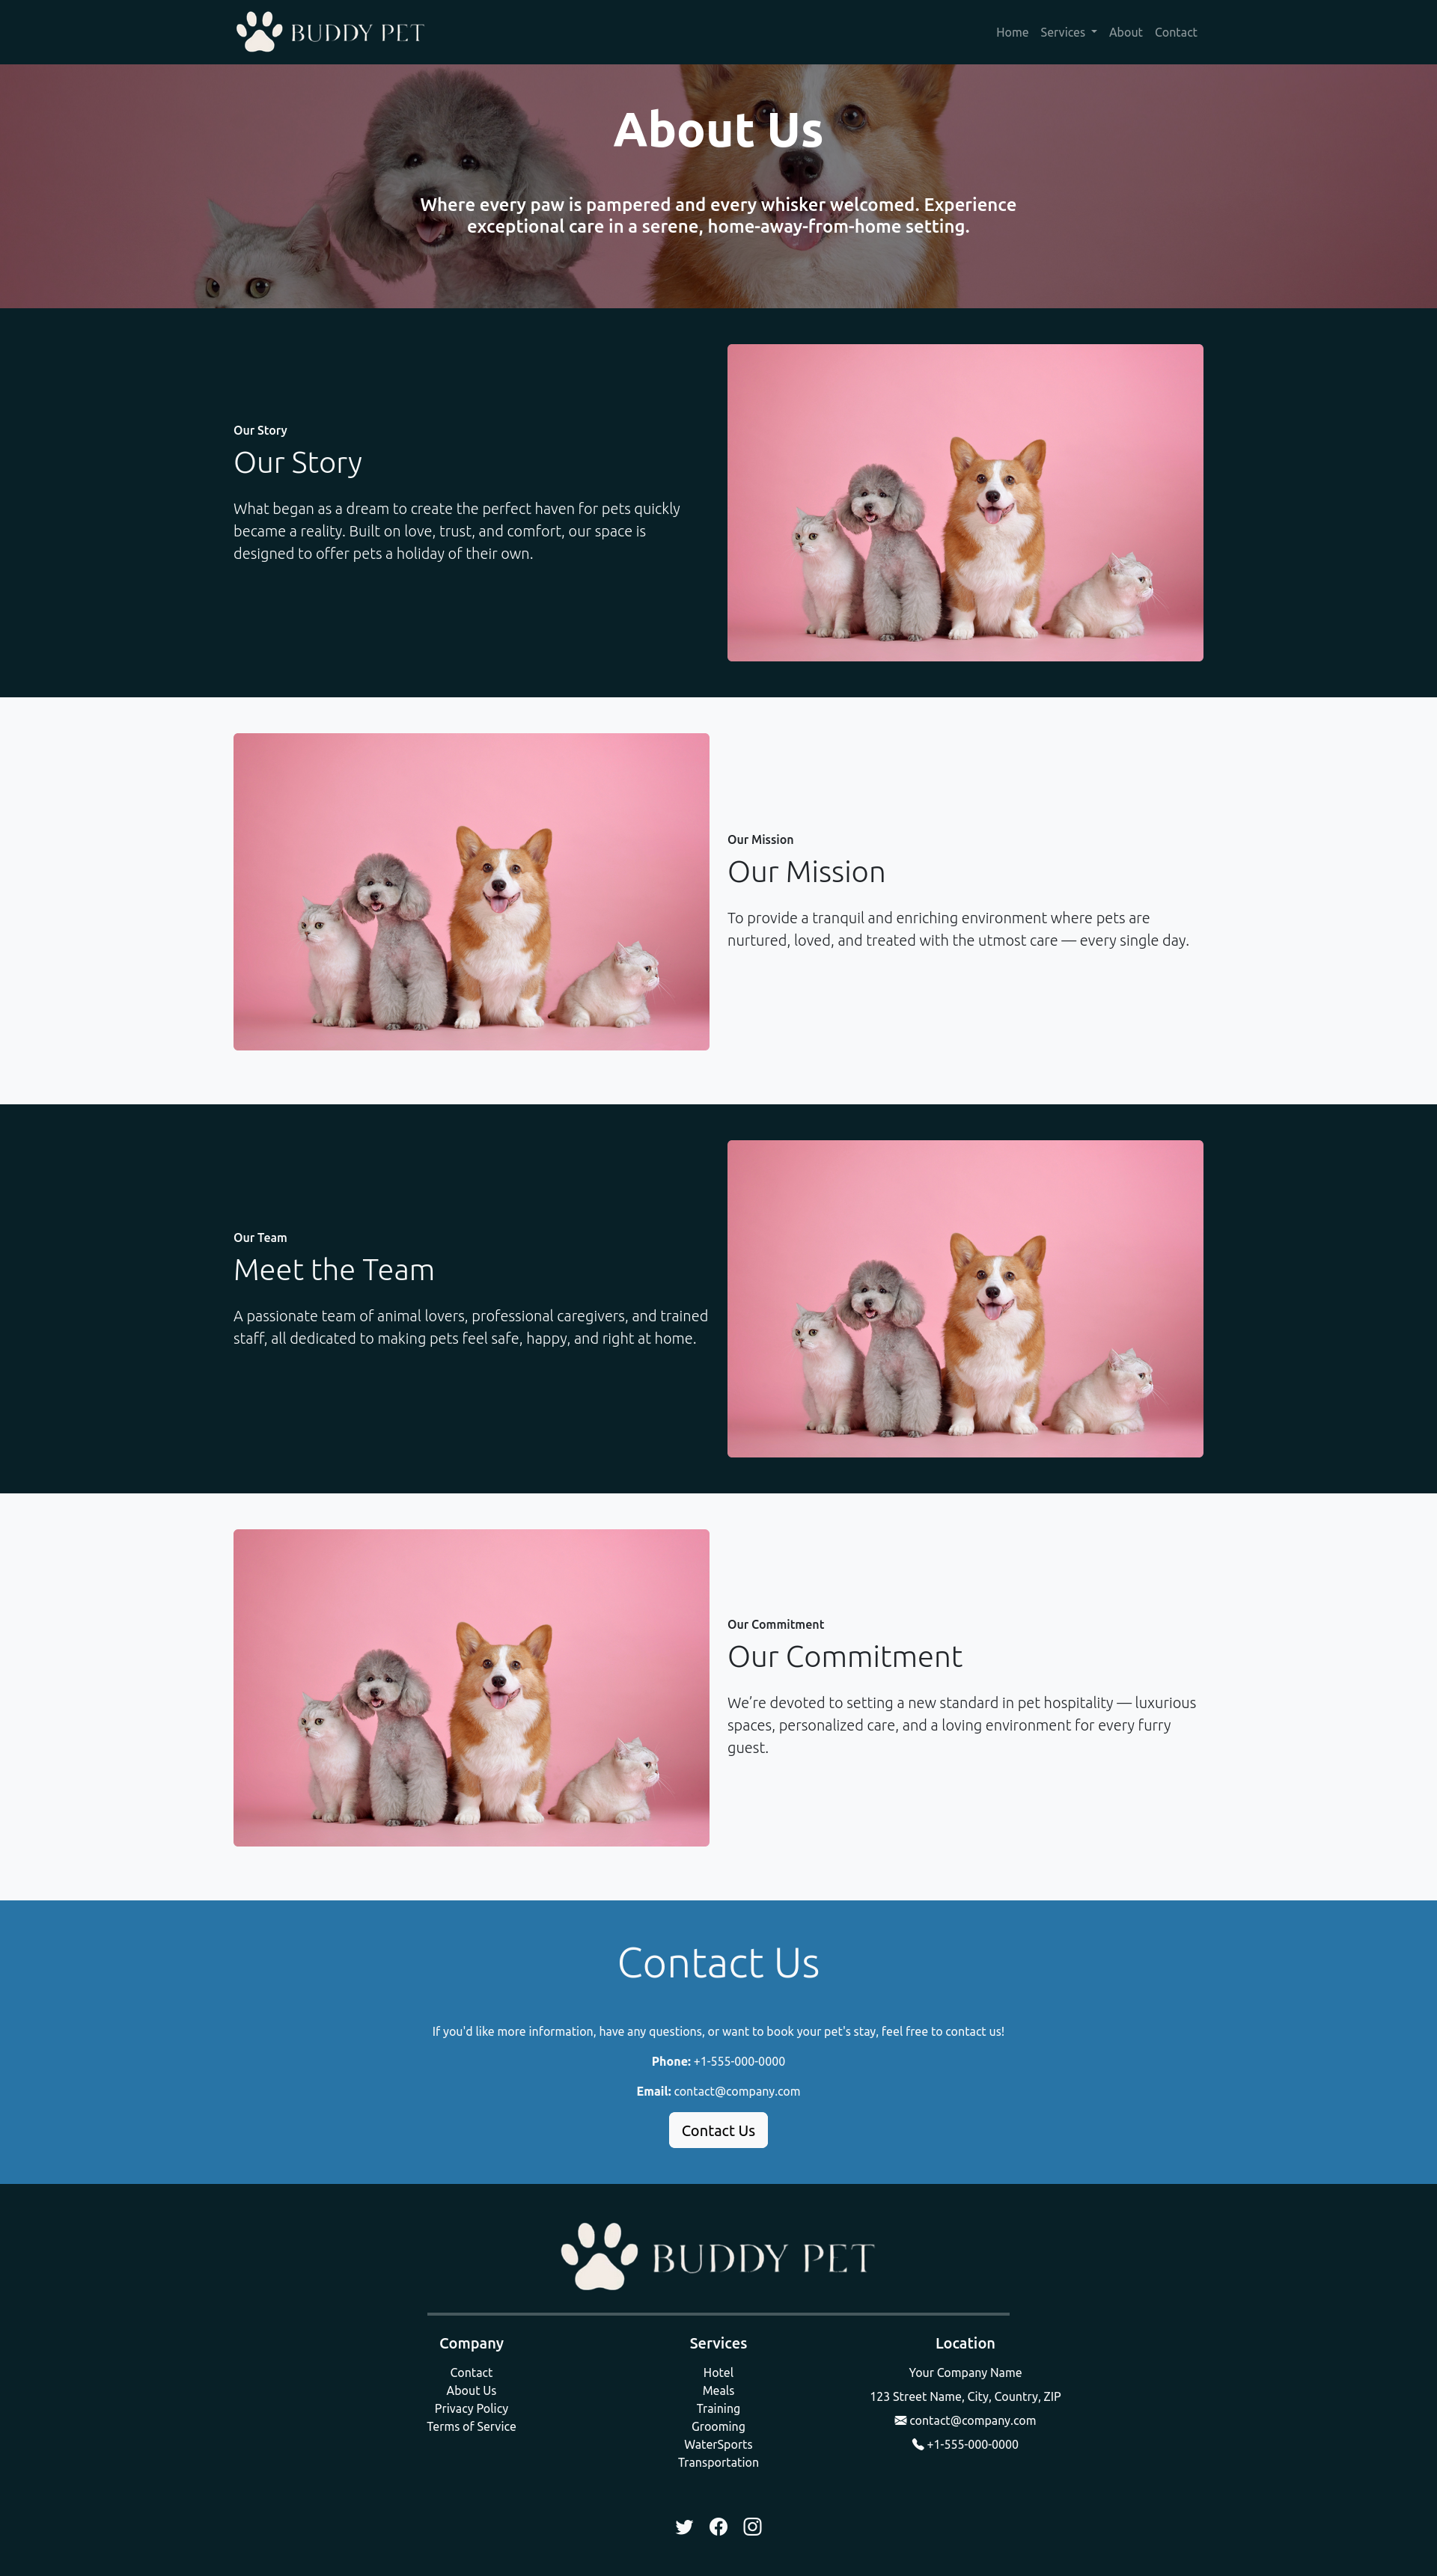 BUDDY PET
Home Services About Contact
About Us
Where every paw is pampered and every whisker welcomed. Experience
exceptional care in a serene, home-away-from-home setting.
Our Story
Our Story
What began as a dream to create the perfect haven for pets quickly
became a reality. Built on love, trust, and comfort, our space is
designed to offer pets a holiday of their own.
Our Mission
Our Mission
To provide a tranquil and enriching environment where pets are
nurtured, loved, and treated with the utmost care — every single day.
Our Team
Meet the Team
A passionate team of animal lovers, professional caregivers, and trained
staff, all dedicated to making pets feel safe, happy, and right at home.
Our Commitment
Our Commitment
We’re devoted to setting a new standard in pet hospitality — luxurious
spaces, personalized care, and a loving environment for every furry
guest.
Contact Us
If you'd like more information, have any questions, or want to book your pet's stay, feel free to contact us!
Phone: +1-555-000-0000
Email: contact@company.com
Contact Us
BUDDY PET
Company
Contact
About Us
Privacy Policy
Terms of Service
Services
Hotel
Meals
Training
Grooming
WaterSports
Transportation
Location
Your Company Name
123 Street Name, City, Country, ZIP
contact@company.com
+1-555-000-0000